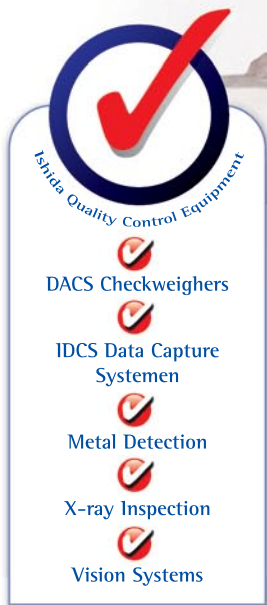 Ishida Quality Control Equipment
DACS Checkweighers
IDCS Data Capture
Systemen
Metal Detection
X-ray Inspection
Vision Systems